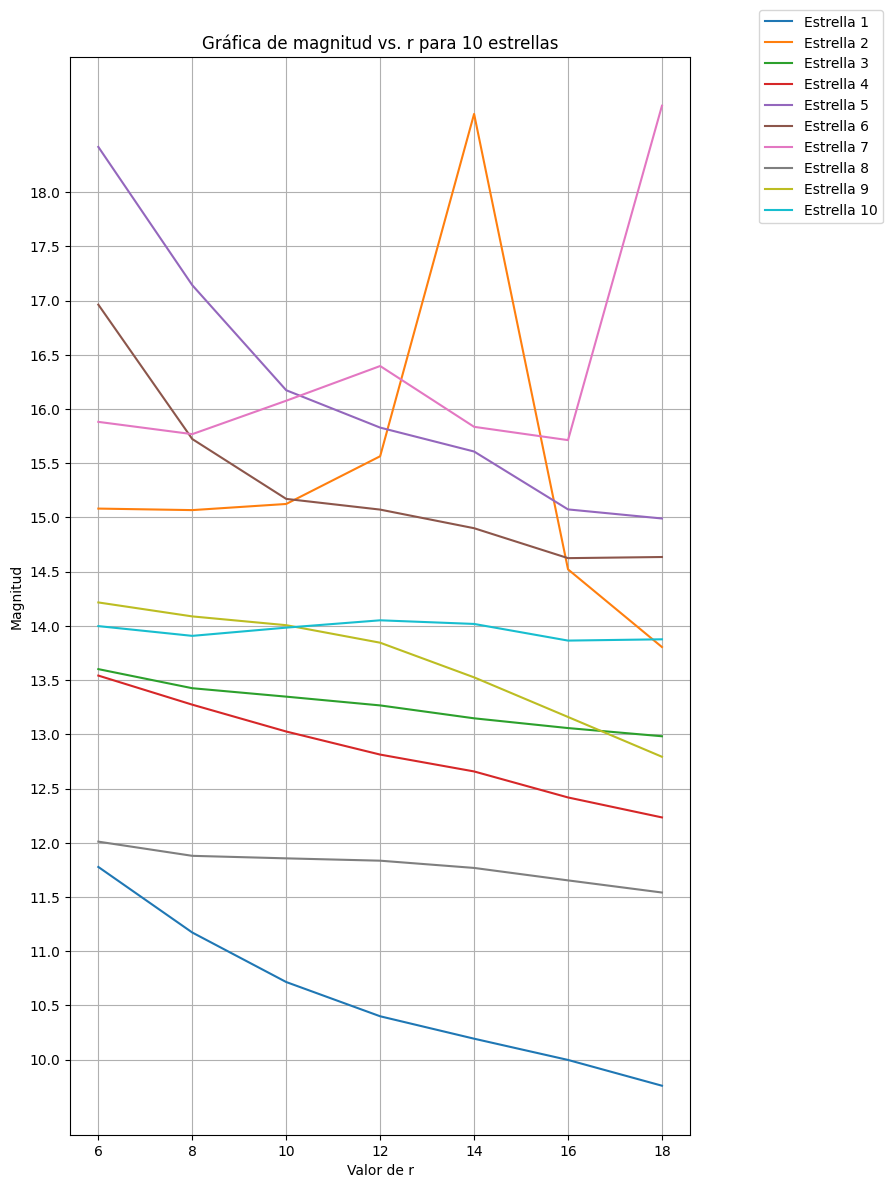 Gráfica de magnitud vs. r para 10 estrellas
Estrella 1
Estrella 2
Estrella 3
Estrella 4
Estrella 5
Estrella 6
Estrella 7
Estrella 8
Estrella 9
Estrella 10
Magnitud
18.0
17.5
17.0
16.5
16.0
15.5
15.0
14.5
14.0
13.5
13.0
12.5
12.0
11.5
11.0
10.5
10.0
6 8 10 12 14 16 18
Valor de r